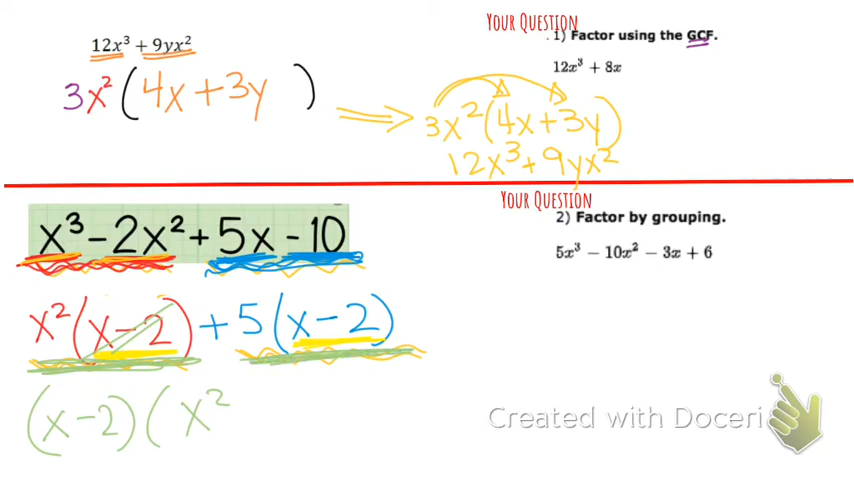 12x³ + 9yx²
3x² ( 4x + 3y )
3x² (4x + 3y)
12x³ + 9yx²
Your Question
. 1) Factor using the GCF.
12x³ + 8x
x³ – 2x² + 5x – 10
x² (x – 2) + 5 (x – 2)
(x – 2) ( x²
Your Question
2) Factor by grouping.
5x³ − 10x² − 3x + 6
Created with Doceri